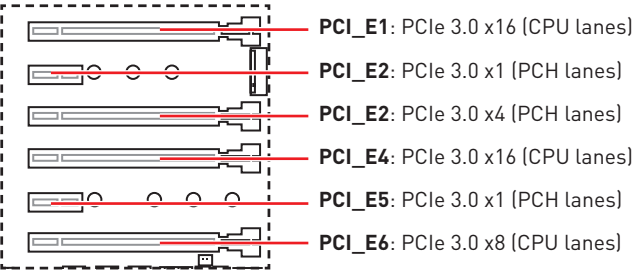 PCI_E1: PCIe 3.0 x16 (CPU lanes)
PCI_E2: PCIe 3.0 x1 (PCH lanes)
PCI_E2: PCIe 3.0 x4 (PCH lanes)
PCI_E4: PCIe 3.0 x16 (CPU lanes)
PCI_E5: PCIe 3.0 x1 (PCH lanes)
PCI_E6: PCIe 3.0 x8 (CPU lanes)